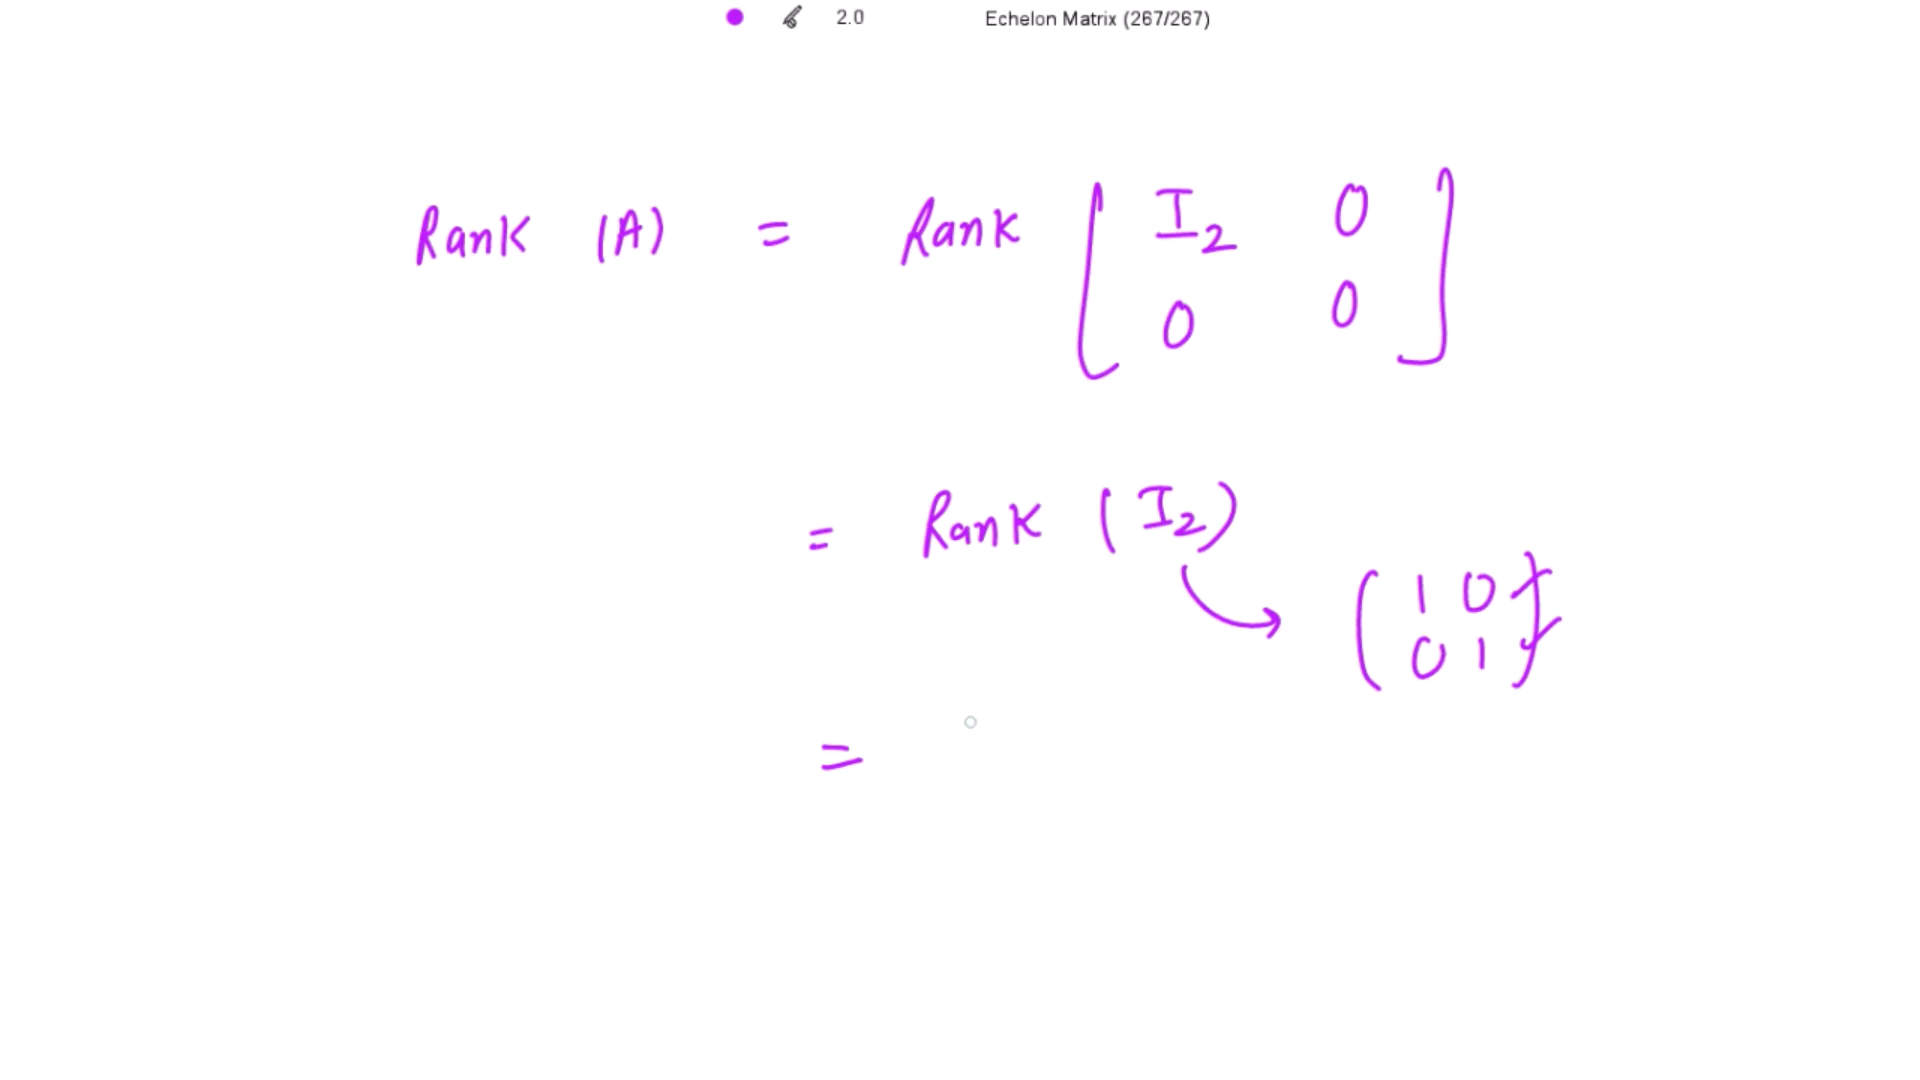 2.0 Echelon Matrix (267/267)
Rank (A) = Rank [ I₂ 0
0 0 ]
= Rank (I₂)
( 1 0
0 1 )
=